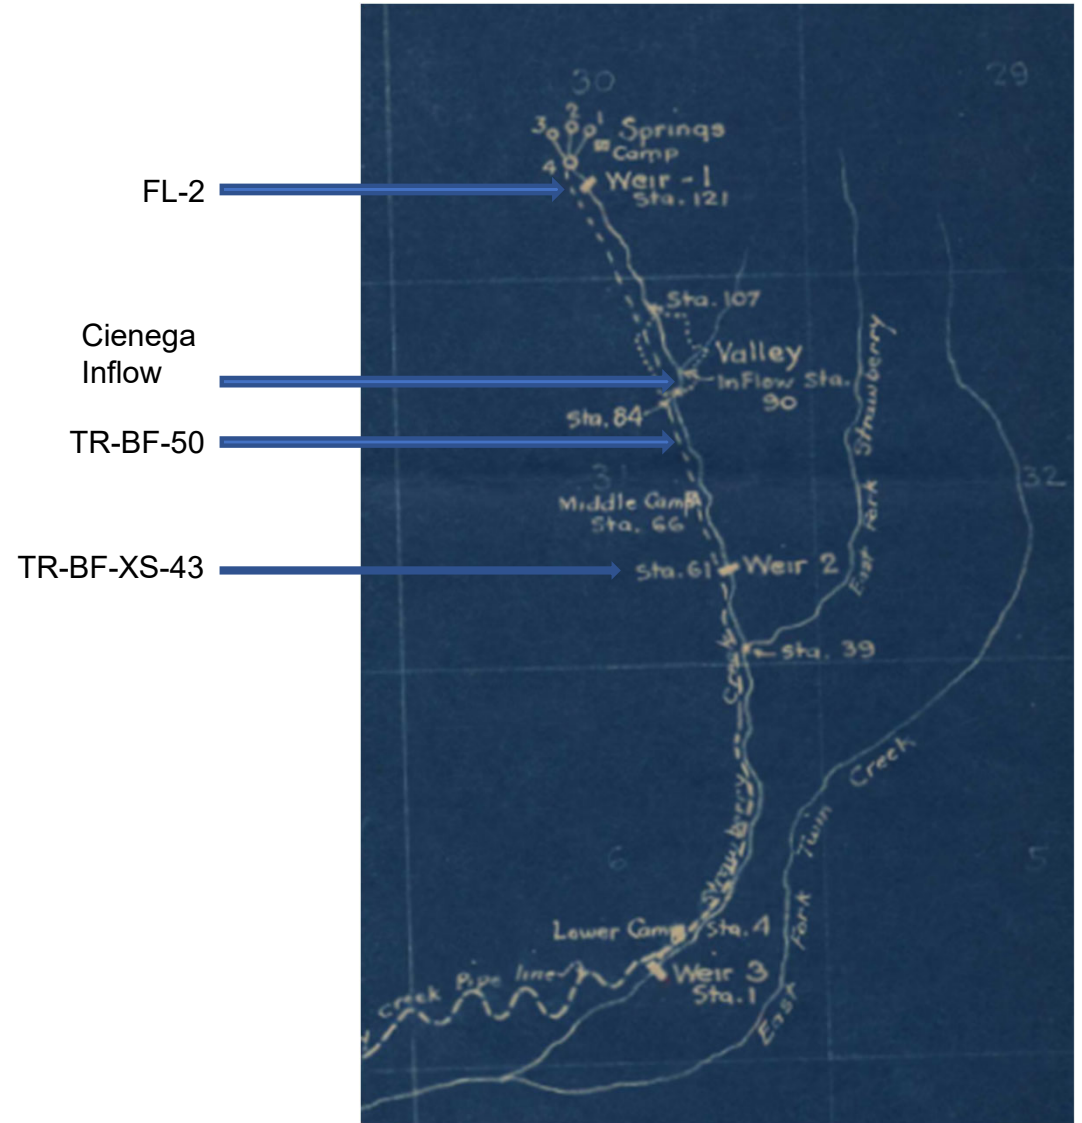 FL-2
Cienega
Inflow
TR-BF-50
TR-BF-XS-43
30
29
3
2
1
Springs
Camp
4
Weir - 1
Sta. 121
Sta. 107
Valley
InFlow Sta.
90
Sta. 84
31
32
Middle Camp
Sta. 66
Sta. 61
Weir 2
East Fork Strawberry
Sta. 39
Strawberry Creek
East Fork Twin Creek
6
5
Lower Camp
Sta. 4
Weir 3
Sta. 1
Creek Pipe line